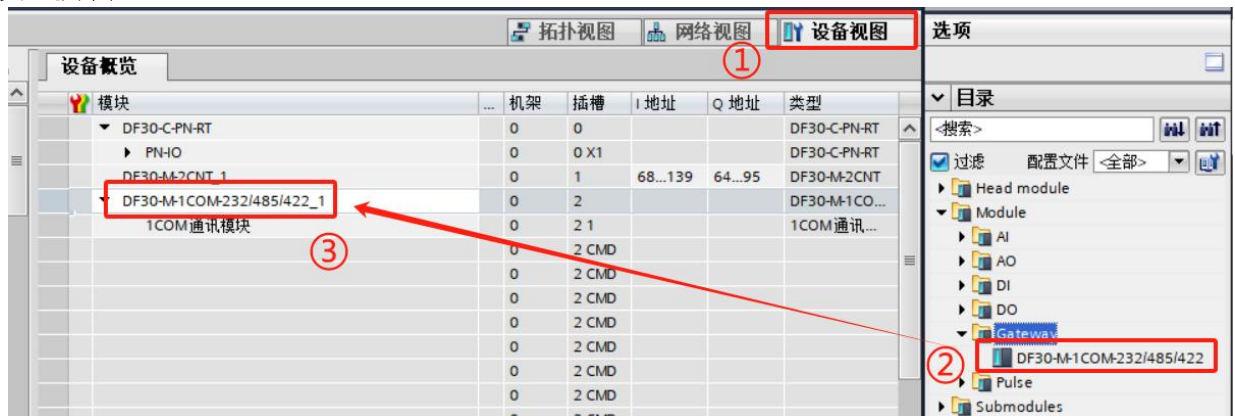 拓扑视图 网络视图 设备视图 选项
①
设备概览
模块 ... 机架 插槽 I 地址 Q 地址 类型
DF30-C-PN-RT 0 0 DF30-C-PN-RT
PN-IO 0 0 X1 DF30-C-PN-RT
DF30-M-2CNT_1 0 1 68...139 64...95 DF30-M-2CNT
DF30-M-1COM-232/485/422_1 0 2 DF30-M-1CO...
1COM通讯模块 0 2 1 1COM通讯...
③
0 2 CMD
0 2 CMD
0 2 CMD
0 2 CMD
0 2 CMD
0 2 CMD
0 2 CMD
目录
<搜索>
过滤 配置文件 <全部>
Head module
Module
AI
AO
DI
DO
Gateway
② DF30-M-1COM-232/485/422
Pulse
Submodules